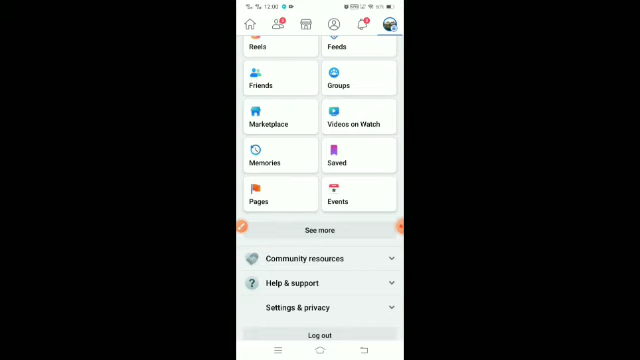 12:00
Reels
Feeds
Friends
Groups
Marketplace
Videos on Watch
Memories
Saved
Pages
Events
See more
Community resources
Help & support
Settings & privacy
Log out